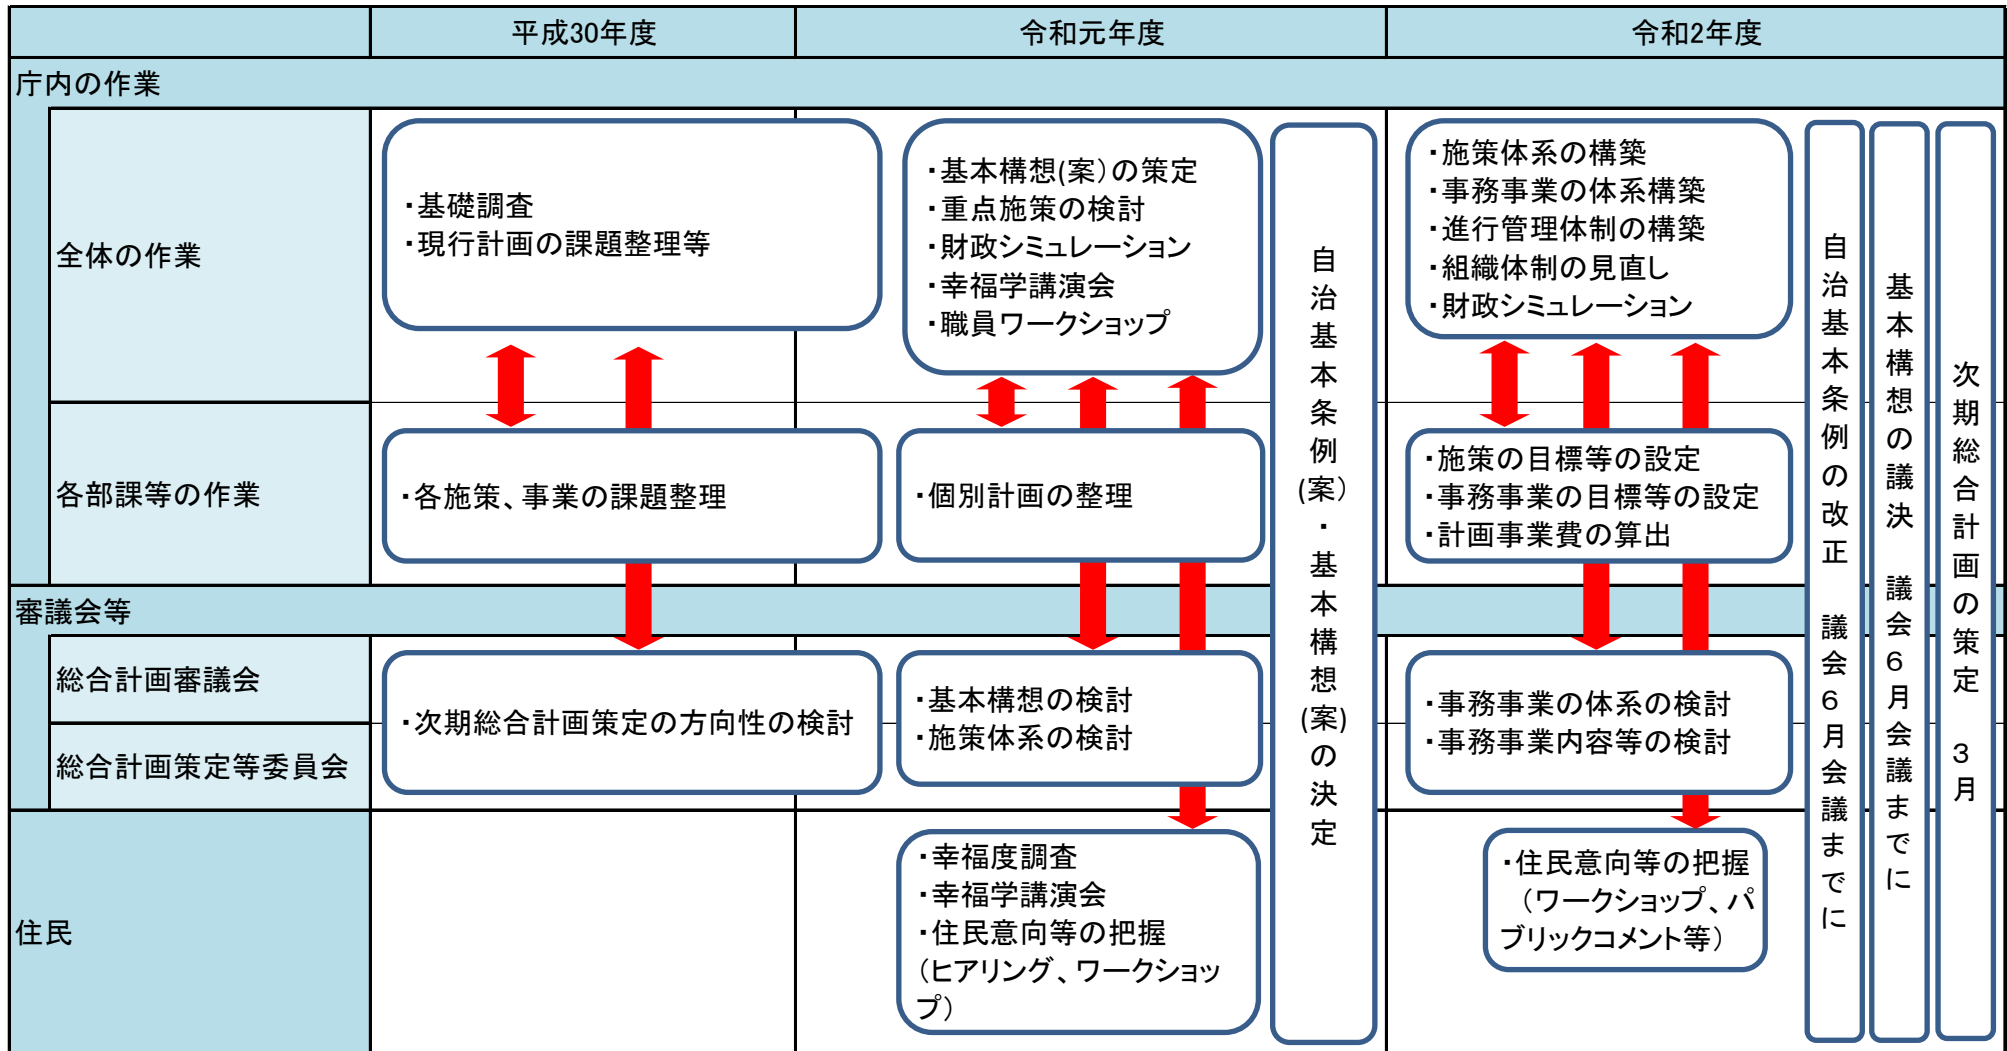 平成30年度
令和元年度
令和2年度
庁内の作業
全体の作業
・基礎調査
・現行計画の課題整理等
・基本構想(案）の策定
・重点施策の検討
・財政シミュレーション
・幸福学講演会
・職員ワークショップ
・施策体系の構築
・事務事業の体系構築
・進行管理体制の構築
・組織体制の見直し
・財政シミュレーション
各部課等の作業
・各施策、事業の課題整理
・個別計画の整理
・施策の目標等の設定
・事務事業の目標等の設定
・計画事業費の算出
審議会等
総合計画審議会
総合計画策定等委員会
・次期総合計画策定の方向性の検討
・基本構想の検討
・施策体系の検討
・事務事業の体系の検討
・事務事業内容等の検討
住民
・幸福度調査
・幸福学講演会
・住民意向等の把握
（ヒアリング、ワークショッ
プ）
・住民意向等の把握
（ワークショップ、パ
ブリックコメント等）
自治基本条例(案）・基本構想(案)の決定
自治基本条例の改正　議会6月会議までに
基本構想の議決　議会6月会議までに
次期総合計画の策定　3月